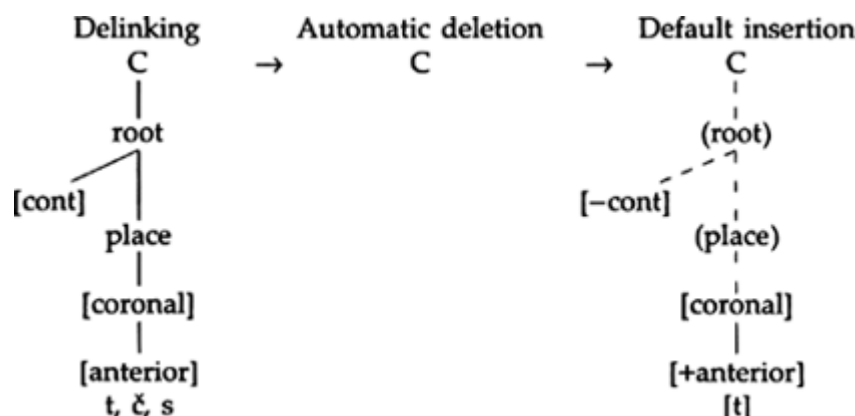 Delinking Automatic deletion Default insertion
C → C → C
root (root)
[cont] [−cont]
place (place)
[coronal] [coronal]
[anterior] [+anterior]
t, č, s [t]